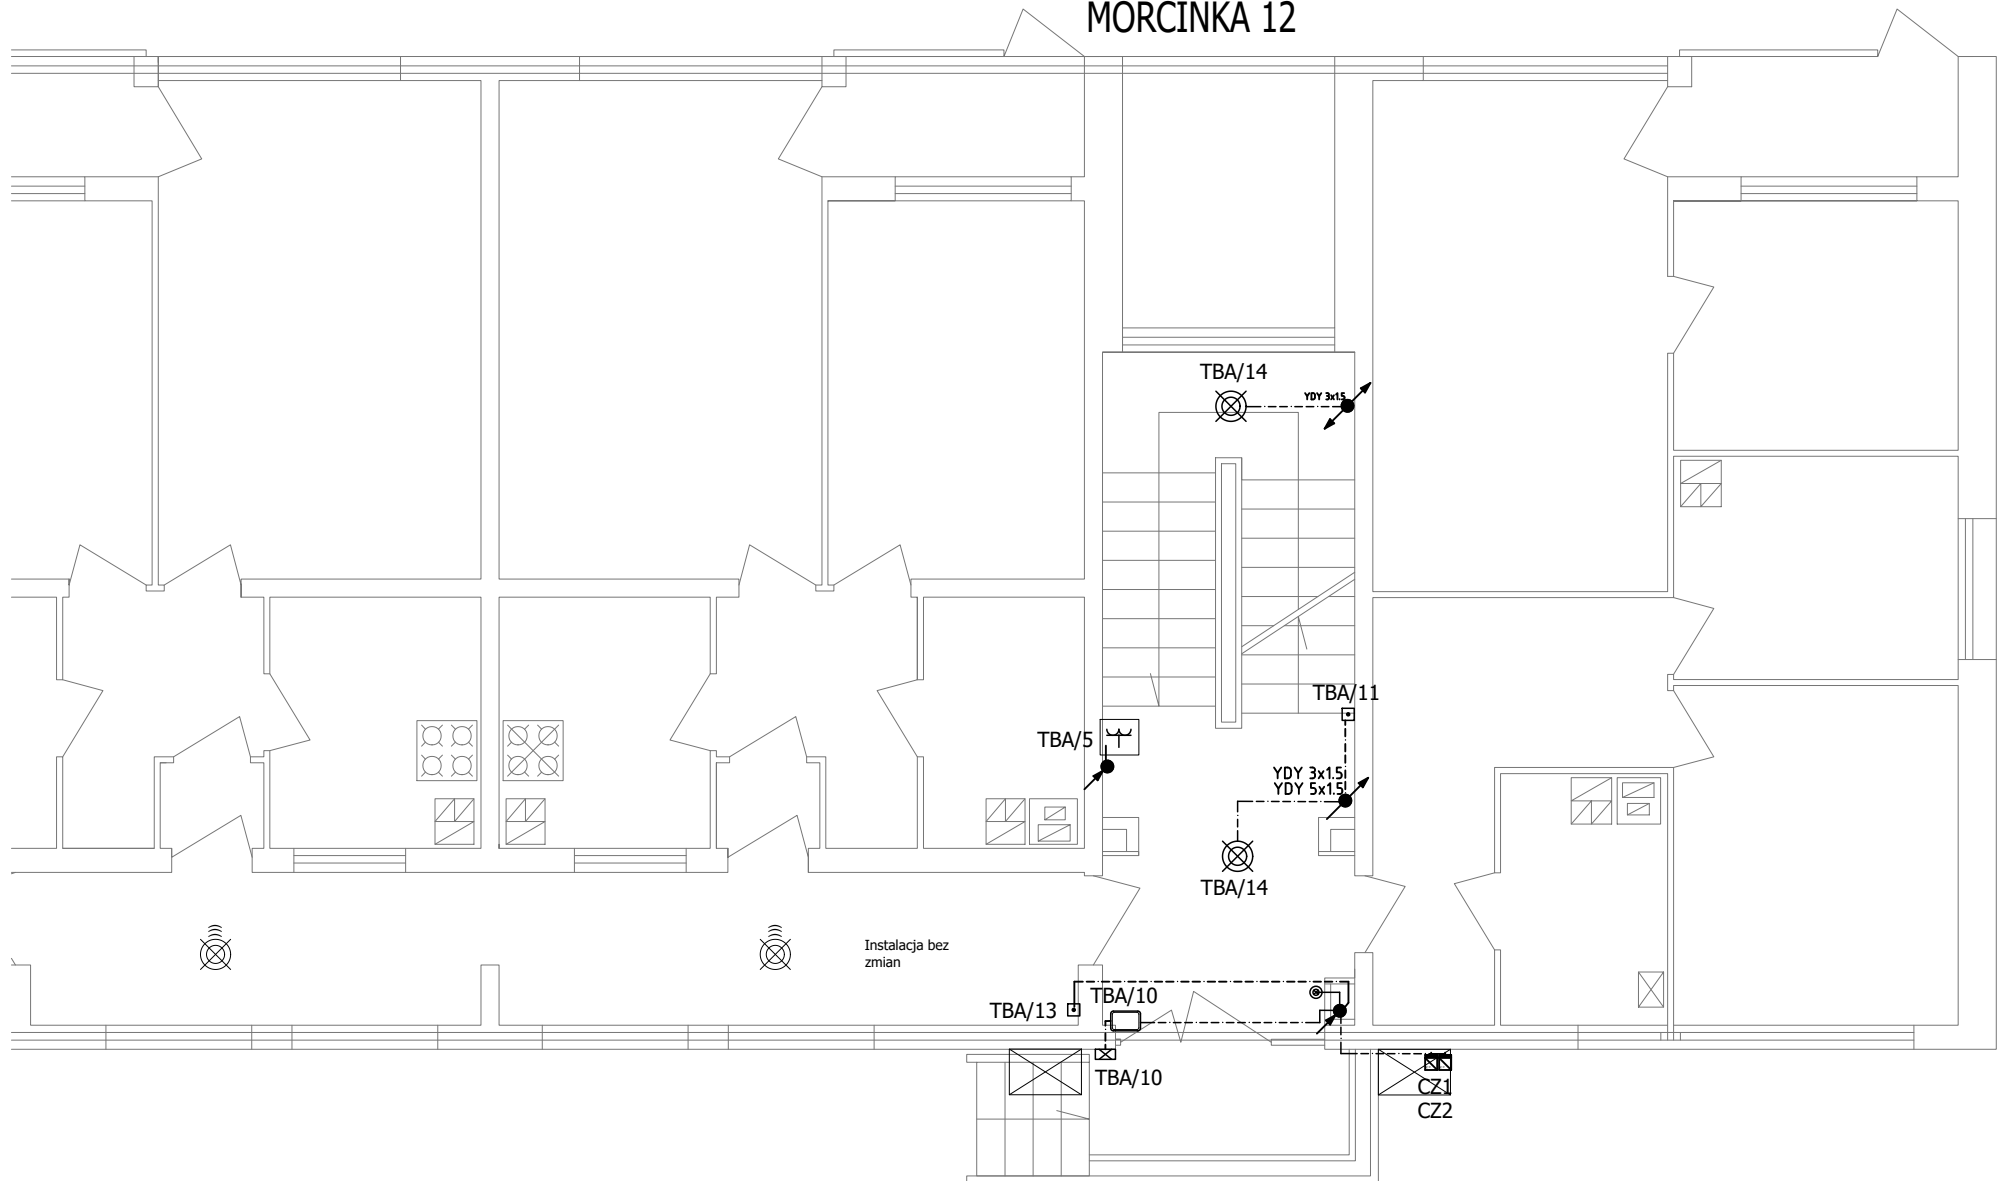 MORCINKA 12
TBA/14
YDY 3x1.5
TBA/11
TBA/5
YDY 3x1.5
YDY 5x1.5
TBA/14
Instalacja bez
zmian
TBA/10
TBA/13
TBA/10
CZ1
CZ2